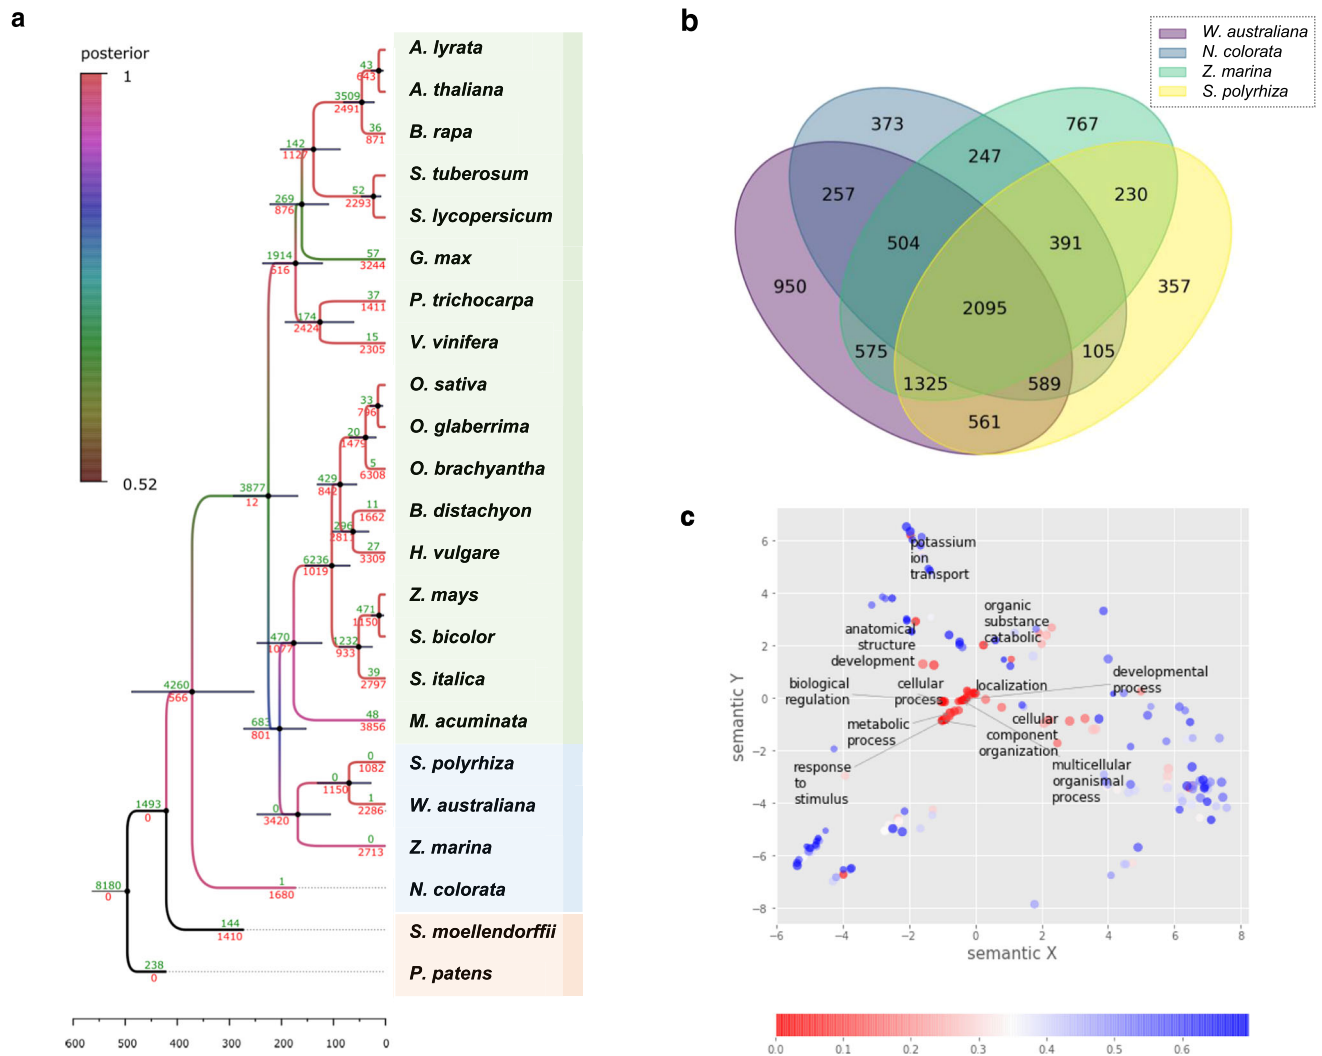 a
posterior
1
0.52
A. lyrata
43
643
A. thaliana
3509
2491
B. rapa
36
871
142
1127
S. tuberosum
52
2293
269
876
S. lycopersicum
G. max
57
3244
1914
616
P. trichocarpa
37
1411
174
2424
V. vinifera
15
2305
O. sativa
33
796
O. glaberrima
20
1479
O. brachyantha
5
6308
429
842
B. distachyon
11
1662
296
2811
H. vulgare
27
3309
3877
12
6236
1019
Z. mays
471
1150
S. bicolor
470
1077
1232
933
S. italica
39
2797
4260
566
M. acuminata
48
3856
683
801
S. polyrhiza
0
1082
0
1150
W. australiana
1
2286
1493
0
0
3420
Z. marina
0
2713
N. colorata
1
1680
8180
0
S. moellendorffii
144
1410
P. patens
238
0
600 500 400 300 200 100 0
b
W. australiana
N. colorata
Z. marina
S. polyrhiza
373
767
247
257
230
504
391
950
357
2095
575
105
1325
589
561
c
potassium
ion
transport
organic
substance
catabolic
anatomical
structure
development
developmental
process
biological
regulation
cellular
process
localization
metabolic
process
cellular
component
organization
response
to
stimulus
multicellular
organismal
process
semantic Y
6
4
2
0
−2
−4
−6
−8
−6 −4 −2 0 2 4 6 8
semantic X
0.0 0.1 0.2 0.3 0.4 0.5 0.6